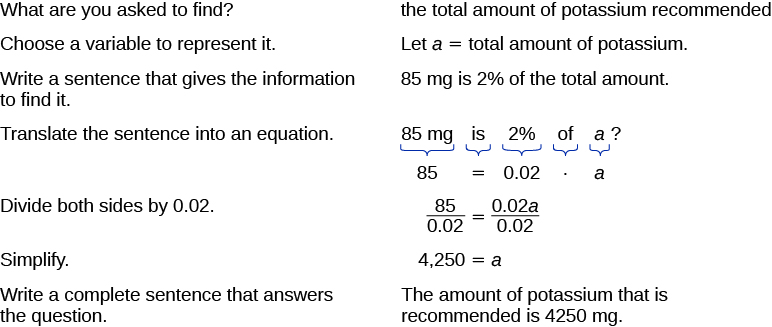 What are you asked to find? the total amount of potassium recommended
Choose a variable to represent it. Let a = total amount of potassium.
Write a sentence that gives the information 85 mg is 2% of the total amount.
to find it.
Translate the sentence into an equation. 85 mg is 2% of a ?
85 = 0.02 · a
Divide both sides by 0.02. 85/0.02 = 0.02a/0.02
Simplify. 4,250 = a
Write a complete sentence that answers The amount of potassium that is
the question. recommended is 4250 mg.